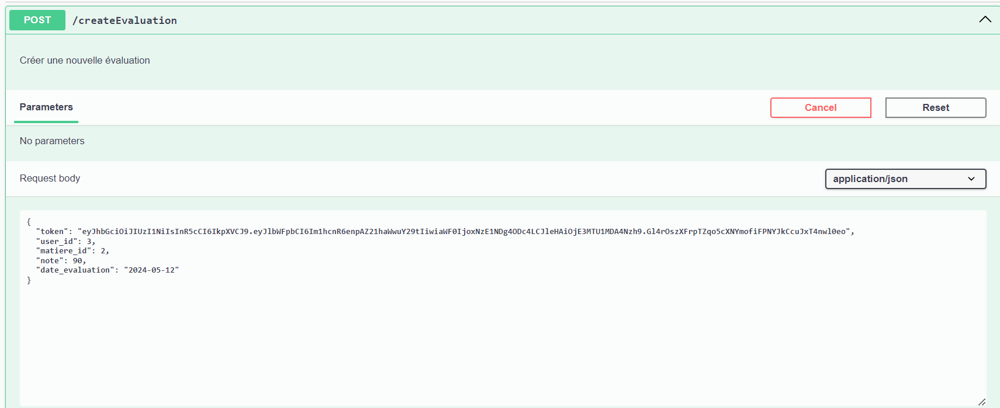 POST /createEvaluation
Créer une nouvelle évaluation
Parameters
Cancel
Reset
No parameters
Request body
application/json
{
"token": "eyJhbGciOiJIUzI1NiIsInR5cCI6IkpXVCJ9.eyJlbWFpbCI6Im1hcnR6enpAZ21haWwuY29tIiwiaWF0IjoxNzE1NDg4ODc4LCJleHAiOjE3MTU1MDA4Nzh9.Gl4rOszXFrpTZqo5cXNYmofiFPNYJkCcuJxT4nwl0eo",
"user_id": 3,
"matiere_id": 2,
"note": 90,
"date_evaluation": "2024-05-12"
}